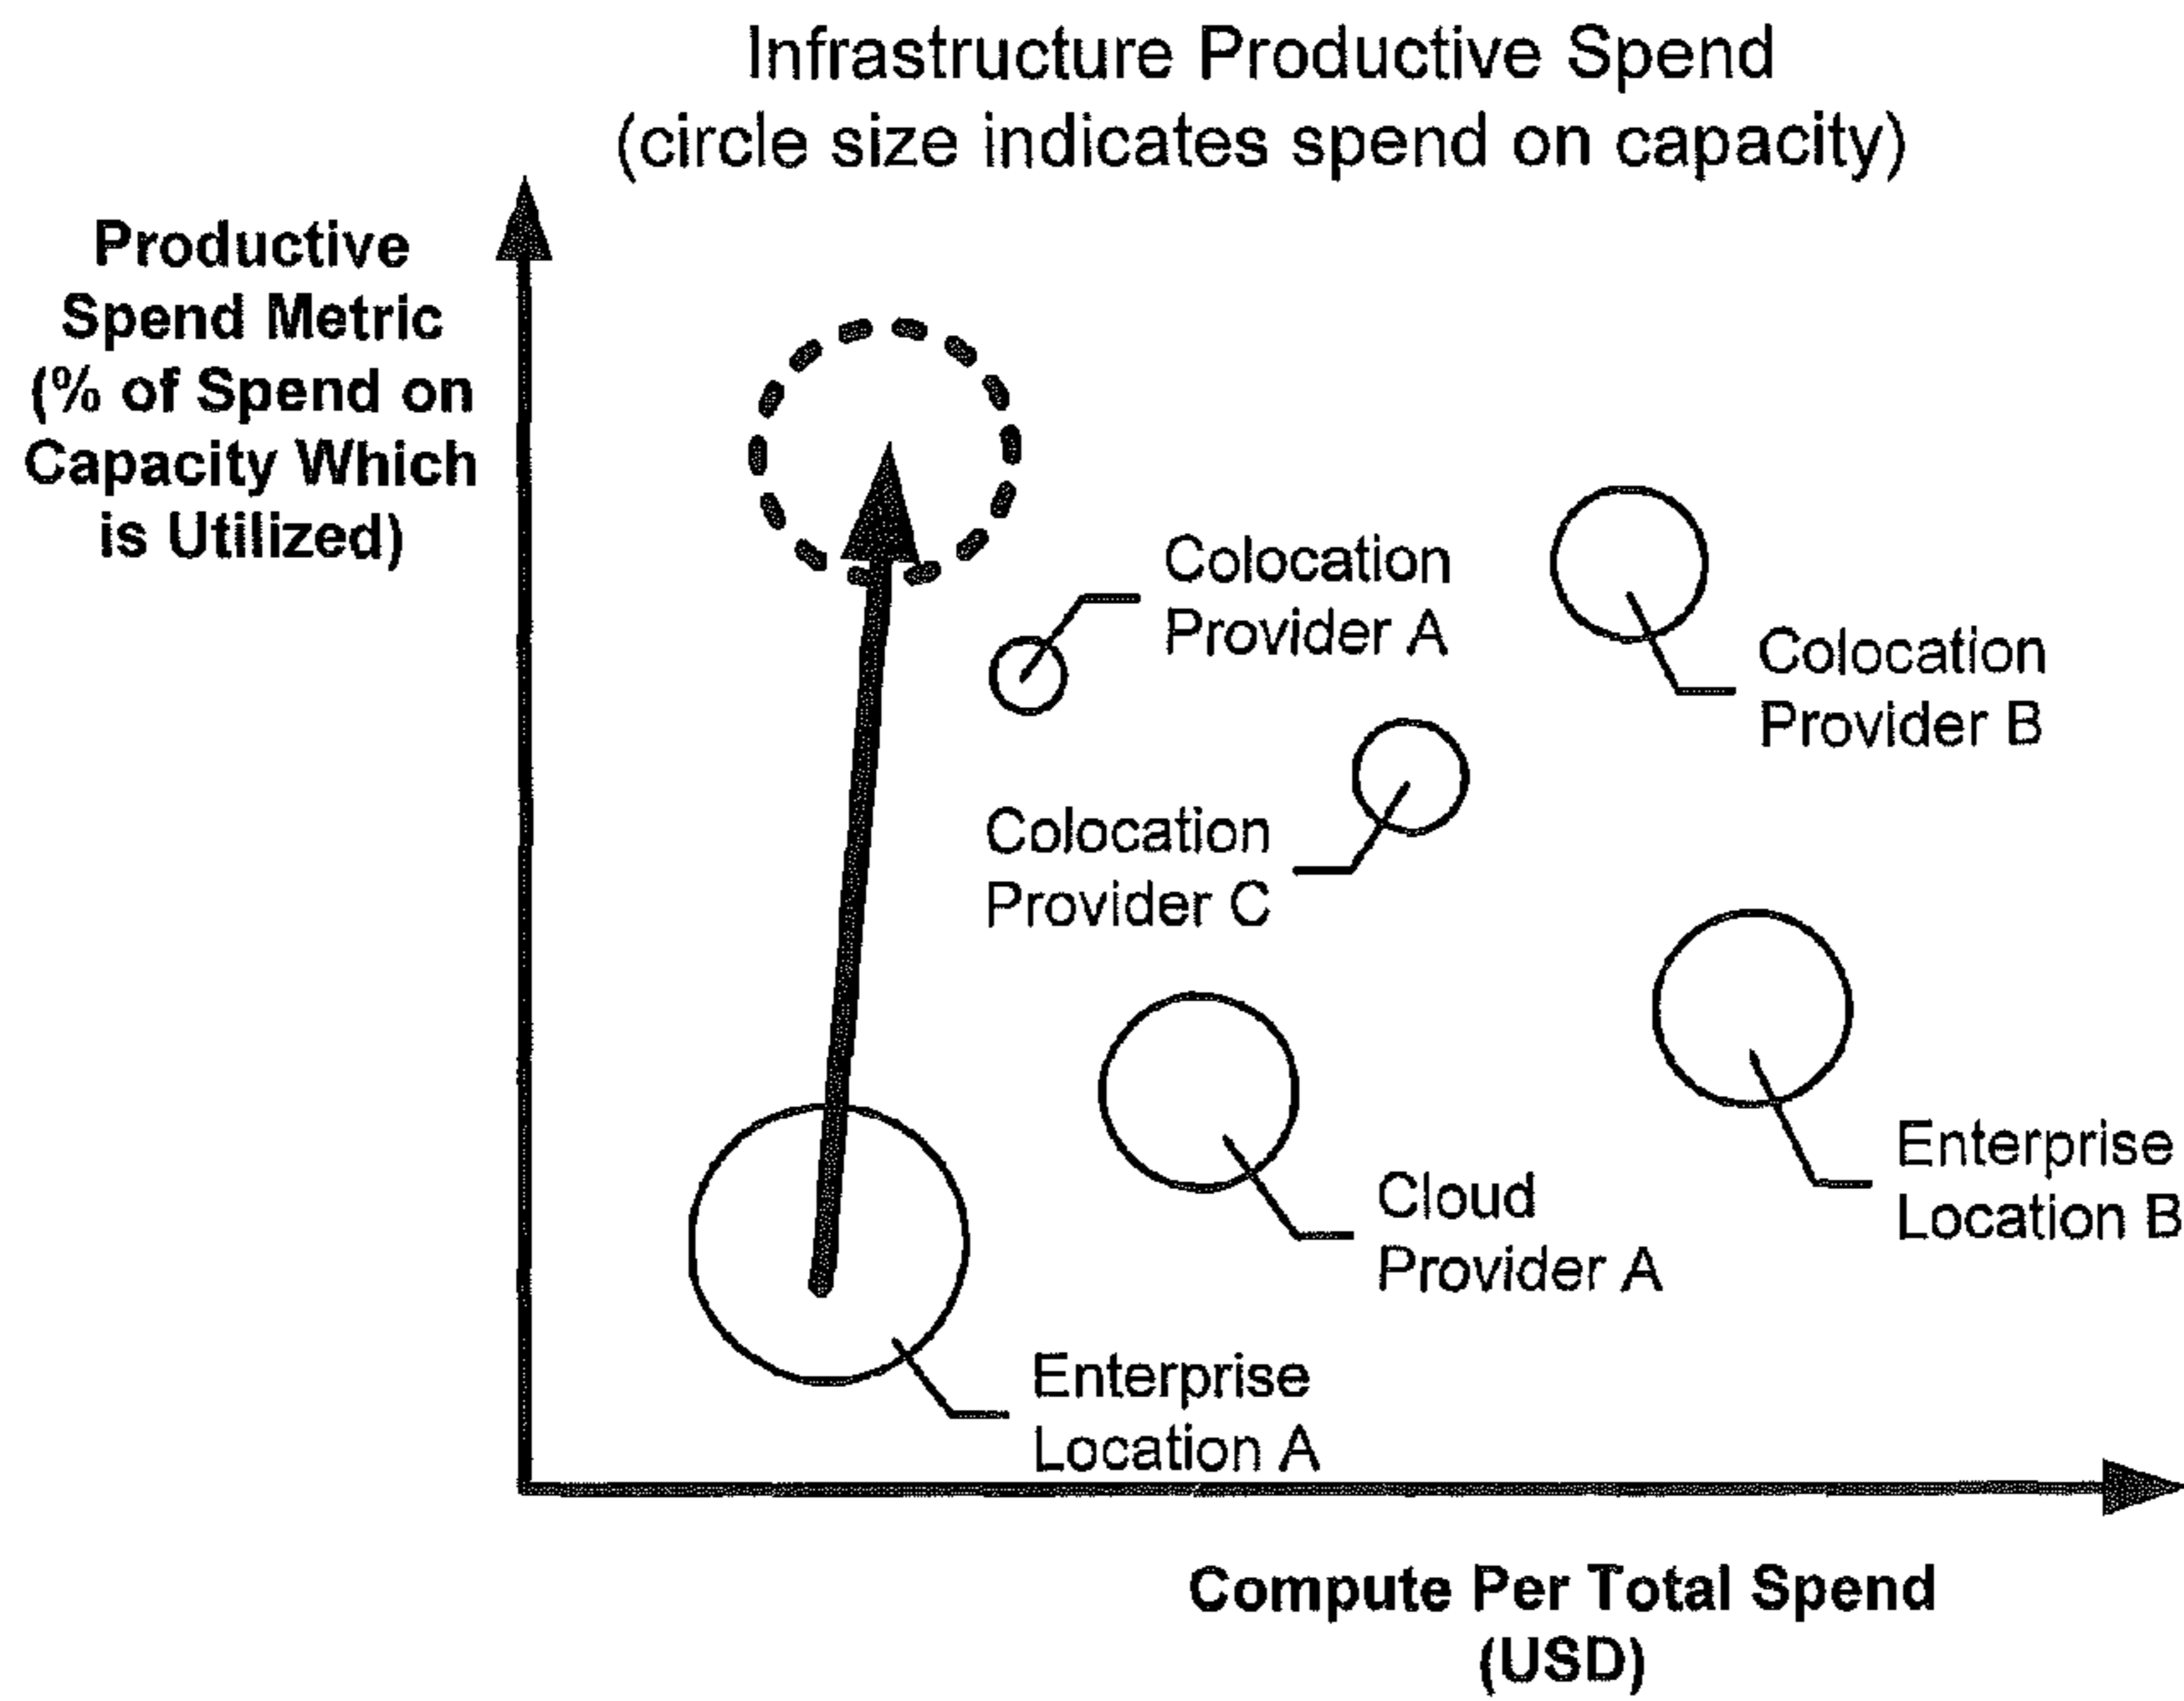 Infrastructure Productive Spend
(circle size indicates spend on capacity)
Productive
Spend Metric
(% of Spend on
Capacity Which
is Utilized)
Colocation
Provider A
Colocation
Provider B
Colocation
Provider C
Cloud
Provider A
Enterprise
Location B
Enterprise
Location A
Compute Per Total Spend
(USD)